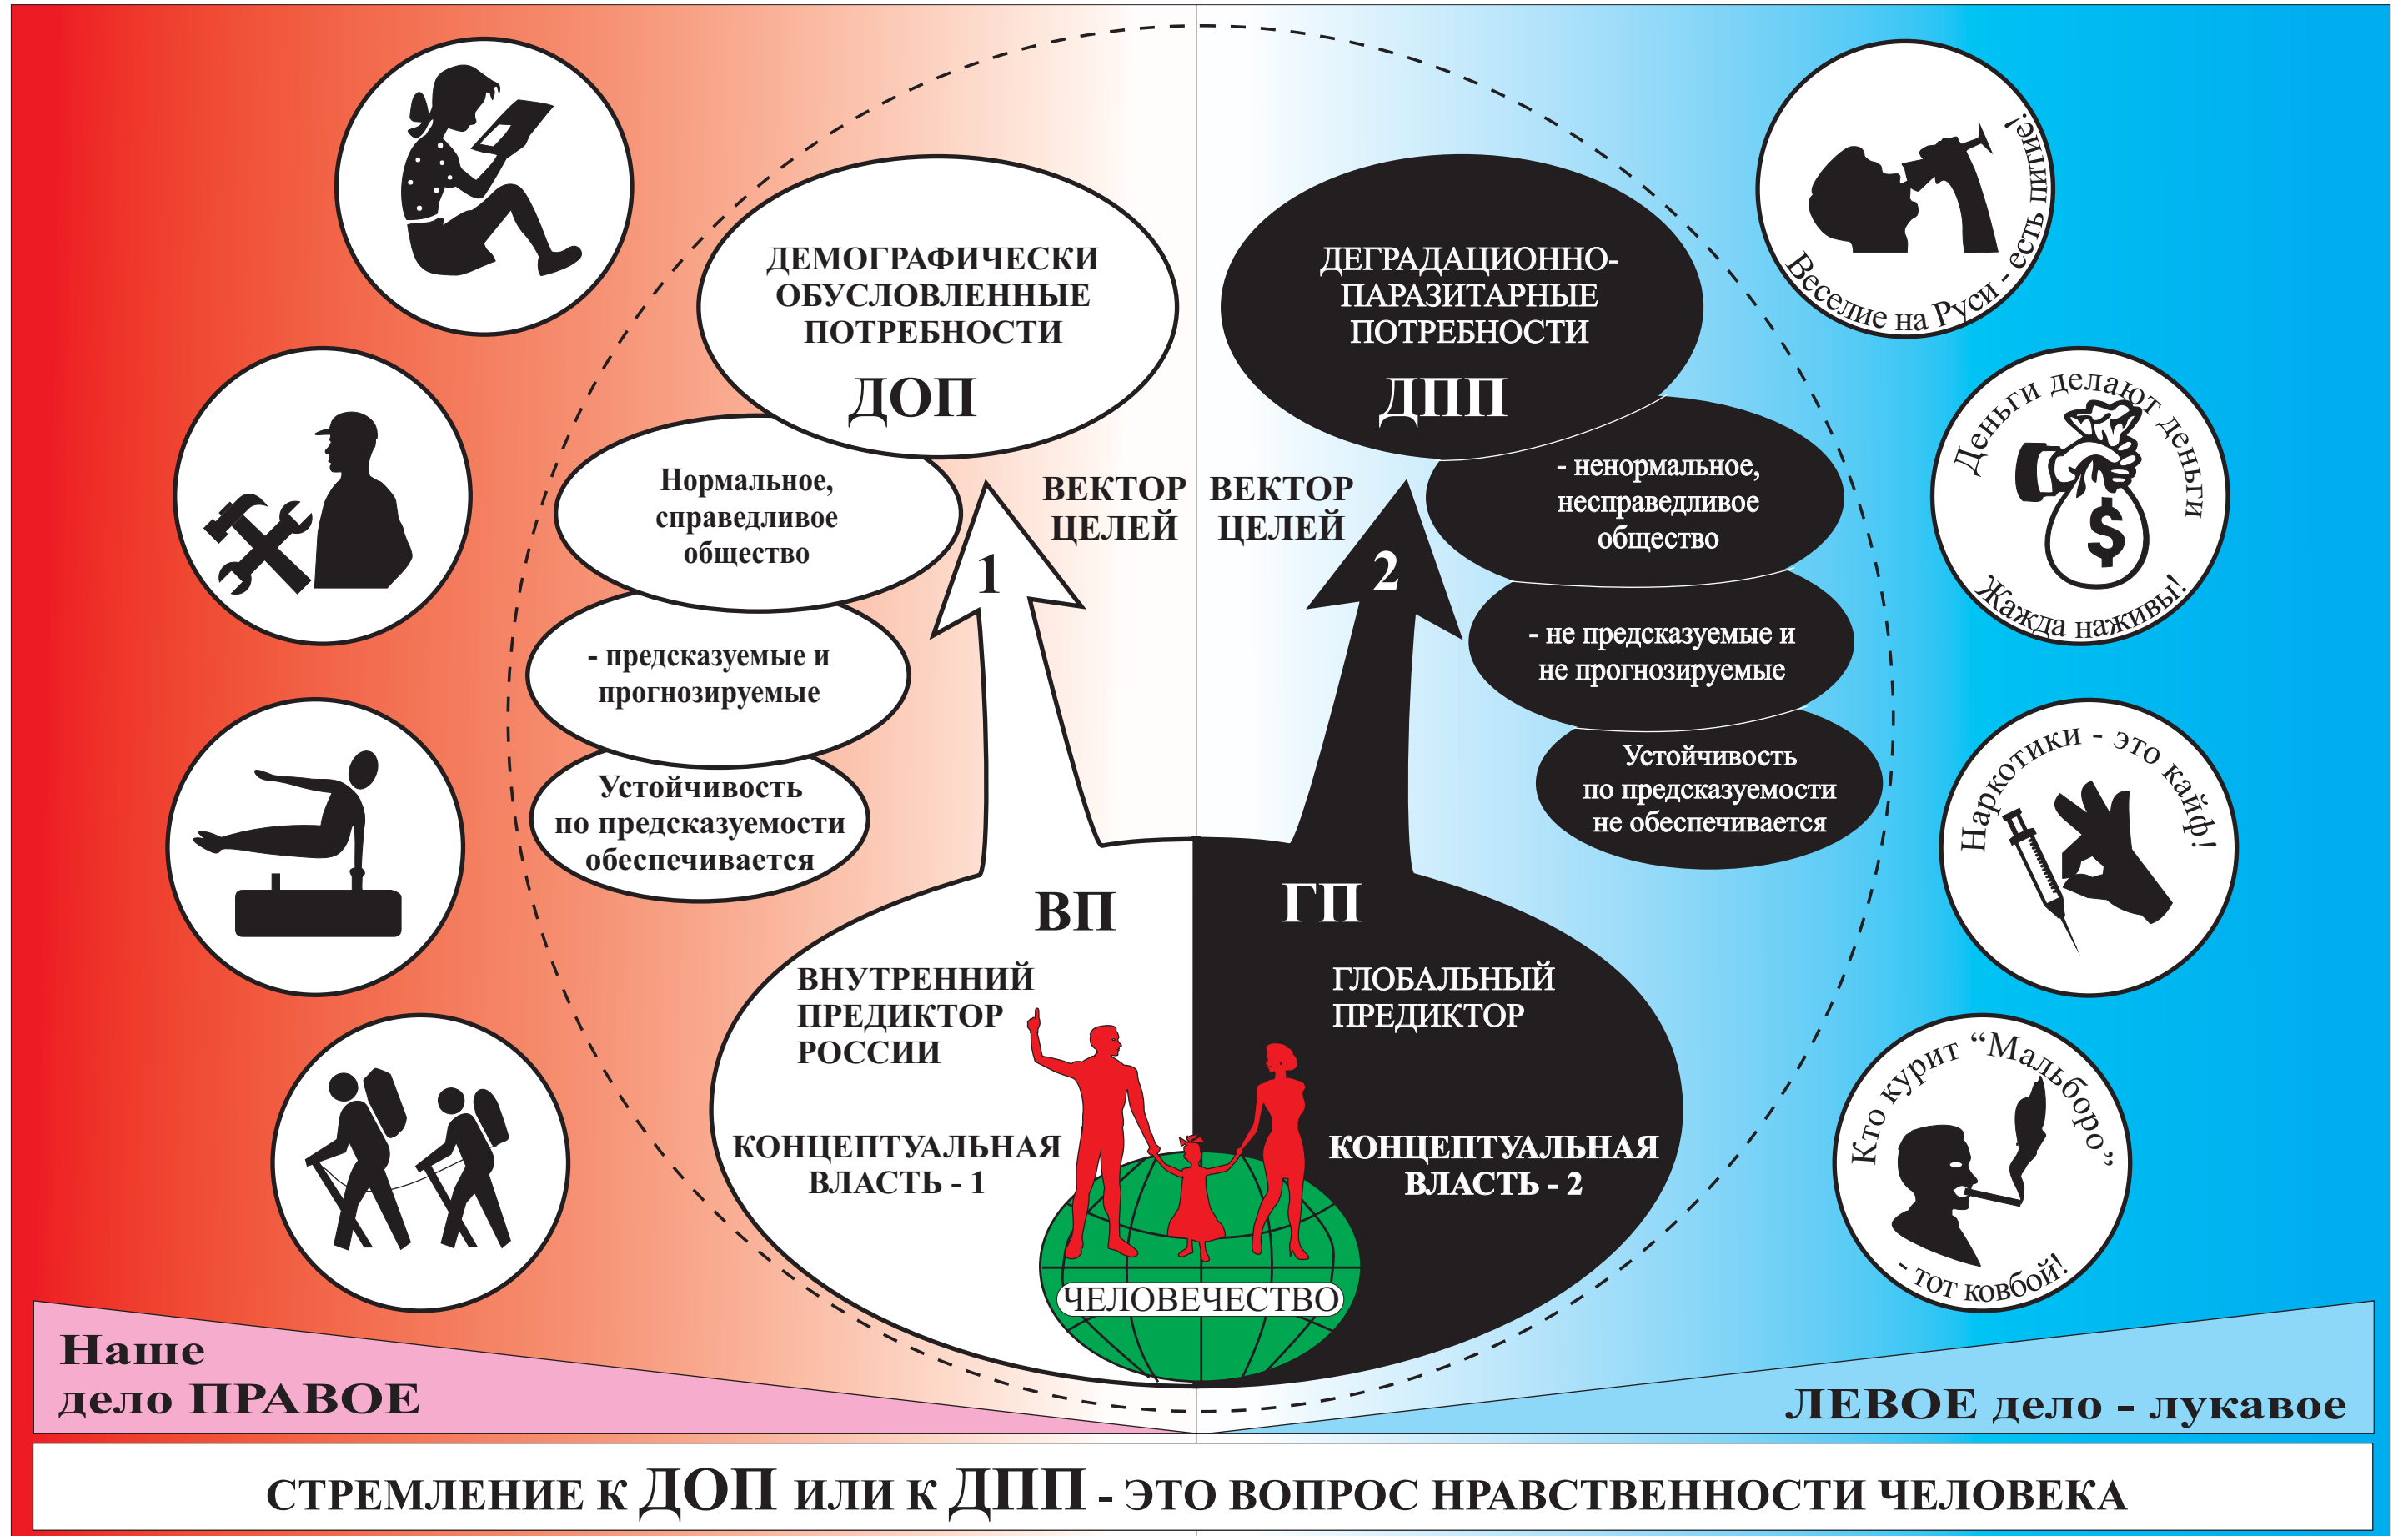 ДЕМОГРАФИЧЕСКИ
ОБУСЛОВЛЕННЫЕ
ПОТРЕБНОСТИ
ДОП
Нормальное,
справедливое
общество
- предсказуемые и
прогнозируемые
Устойчивость
по предсказуемости
обеспечивается
ВЕКТОР
ЦЕЛЕЙ
1
ВП
ВНУТРЕННИЙ
ПРЕДИКТОР
РОССИИ
КОНЦЕПТУАЛЬНАЯ
ВЛАСТЬ - 1
ДЕГРАДАЦИОННО-
ПАРАЗИТАРНЫЕ
ПОТРЕБНОСТИ
ДПП
- ненормальное,
несправедливое
общество
- не предсказуемые и
не прогнозируемые
Устойчивость
по предсказуемости
не обеспечивается
ВЕКТОР
ЦЕЛЕЙ
2
ГП
ГЛОБАЛЬНЫЙ
ПРЕДИКТОР
КОНЦЕПТУАЛЬНАЯ
ВЛАСТЬ - 2
ЧЕЛОВЕЧЕСТВО
Веселие на Руси - есть питие!
Деньги делают деньги
$
Жажда наживы!
Наркотики - это кайф!
Кто курит “Мальборо”
- тот ковбой!
Наше
дело ПРАВОЕ
ЛЕВОЕ дело - лукавое
СТРЕМЛЕНИЕ К ДОП ИЛИ К ДПП - ЭТО ВОПРОС НРАВСТВЕННОСТИ ЧЕЛОВЕКА